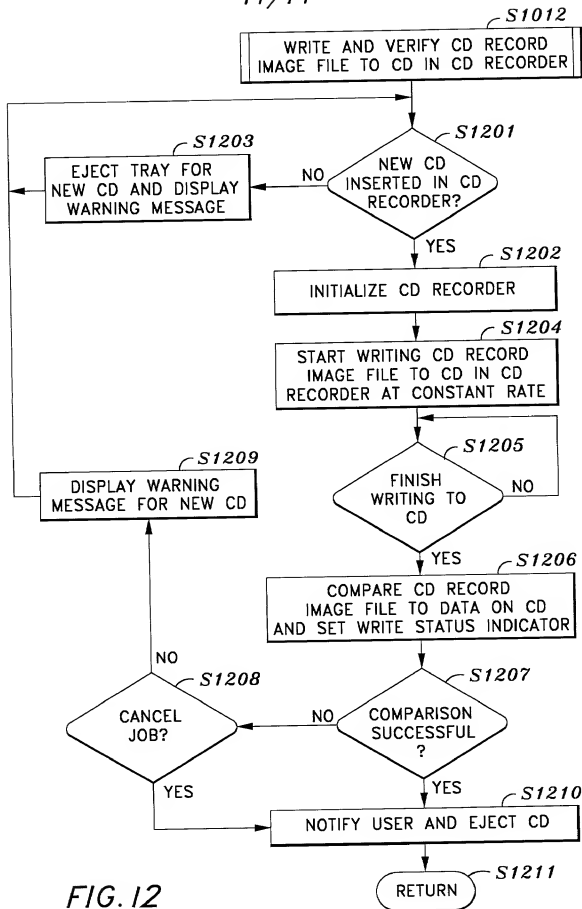 S1012
WRITE AND VERIFY CD RECORD
IMAGE FILE TO CD IN CD RECORDER
S1201
NEW CD
INSERTED IN CD
RECORDER?
NO
YES
S1203
EJECT TRAY FOR
NEW CD AND DISPLAY
WARNING MESSAGE
S1202
INITIALIZE CD RECORDER
S1204
START WRITING CD RECORD
IMAGE FILE TO CD IN CD
RECORDER AT CONSTANT RATE
S1205
FINISH
WRITING TO
CD
NO
YES
S1209
DISPLAY WARNING
MESSAGE FOR NEW CD
S1206
COMPARE CD RECORD
IMAGE FILE TO DATA ON CD
AND SET WRITE STATUS INDICATOR
S1207
COMPARISON
SUCCESSFUL
?
NO
YES
NO
S1208
CANCEL
JOB?
YES
S1210
NOTIFY USER AND EJECT CD
S1211
RETURN
FIG. 12